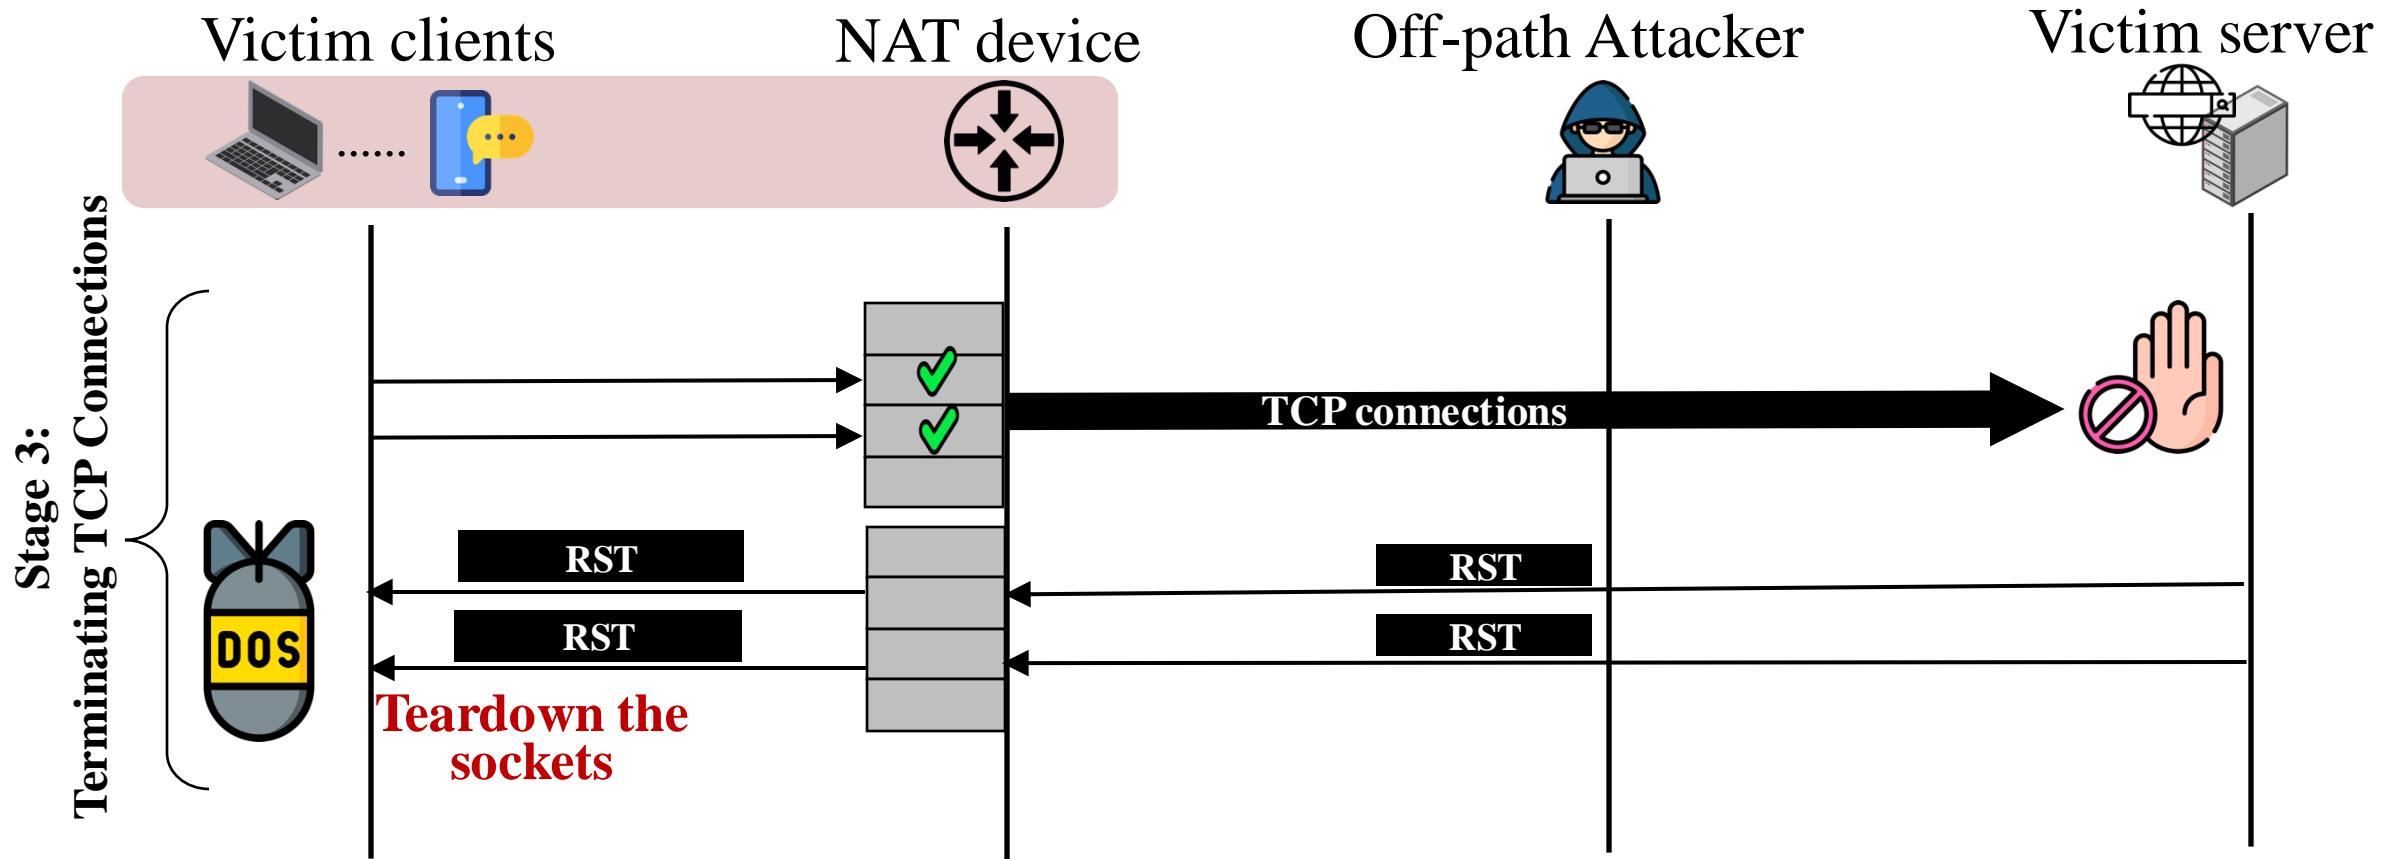 Victim clients
NAT device
Off-path Attacker
Victim server
......
Stage 3:
Terminating TCP Connections
TCP connections
RST
RST
RST
RST
DOS
Teardown the
sockets